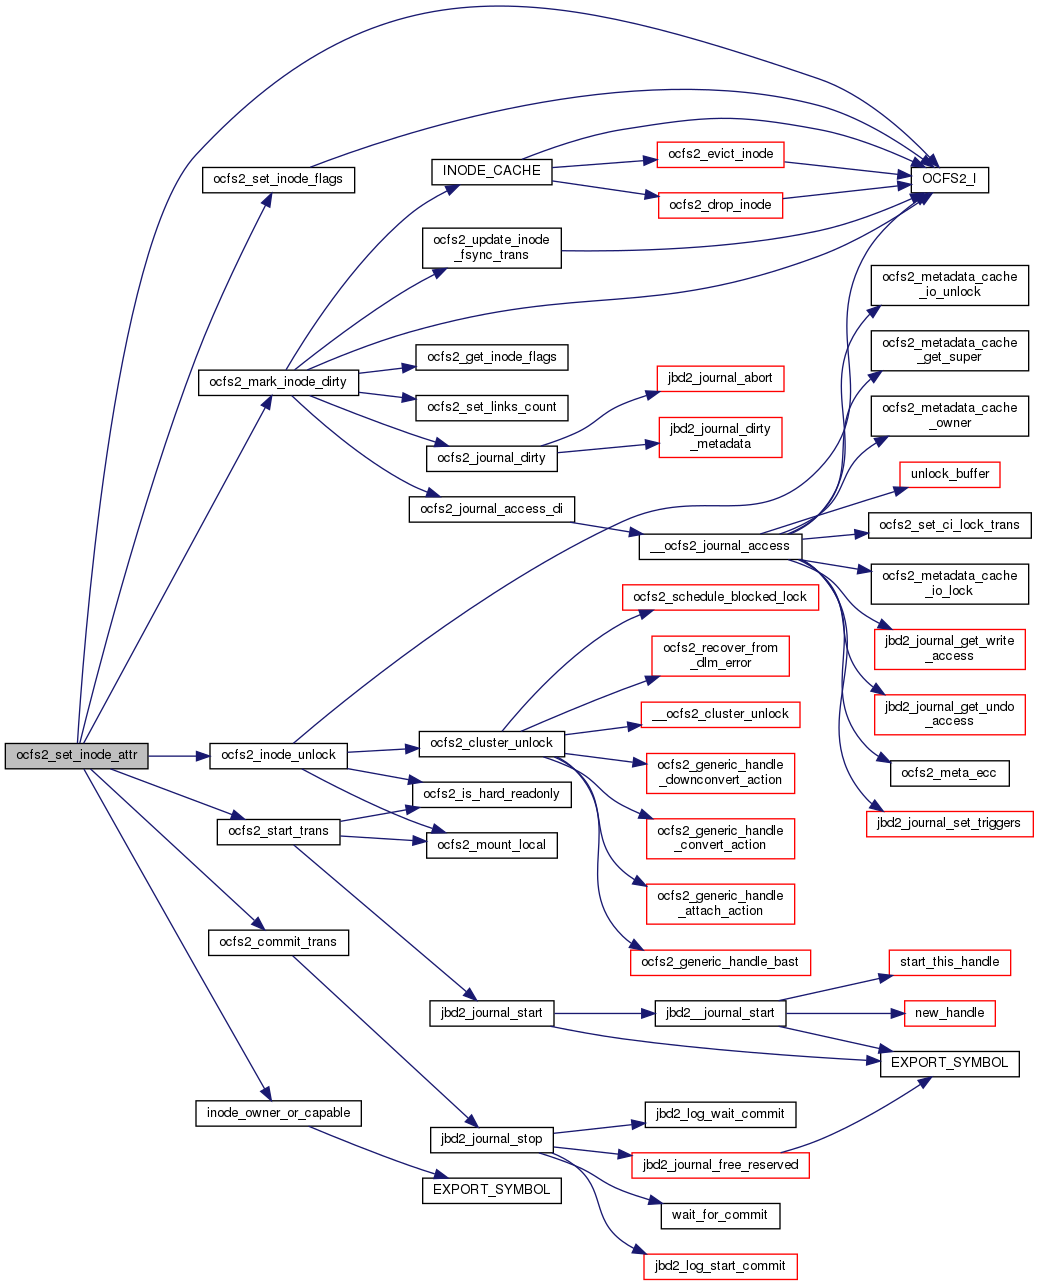 ocfs2_set_inode_attr
ocfs2_set_inode_flags
ocfs2_mark_inode_dirty
ocfs2_inode_unlock
ocfs2_start_trans
ocfs2_commit_trans
inode_owner_or_capable
INODE_CACHE
ocfs2_update_inode
_fsync_trans
ocfs2_get_inode_flags
ocfs2_set_links_count
ocfs2_journal_dirty
ocfs2_journal_access_di
ocfs2_cluster_unlock
ocfs2_is_hard_readonly
ocfs2_mount_local
jbd2_journal_start
jbd2_journal_stop
EXPORT_SYMBOL
ocfs2_evict_inode
ocfs2_drop_inode
jbd2_journal_abort
jbd2_journal_dirty
_metadata
__ocfs2_journal_access
ocfs2_schedule_blocked_lock
ocfs2_recover_from
_dlm_error
__ocfs2_cluster_unlock
ocfs2_generic_handle
_downconvert_action
ocfs2_generic_handle
_convert_action
ocfs2_generic_handle
_attach_action
ocfs2_generic_handle_bast
jbd2__journal_start
jbd2_log_wait_commit
jbd2_journal_free_reserved
wait_for_commit
jbd2_log_start_commit
OCFS2_I
ocfs2_metadata_cache
_io_unlock
ocfs2_metadata_cache
_get_super
ocfs2_metadata_cache
_owner
unlock_buffer
ocfs2_set_ci_lock_trans
ocfs2_metadata_cache
_io_lock
jbd2_journal_get_write
_access
jbd2_journal_get_undo
_access
ocfs2_meta_ecc
jbd2_journal_set_triggers
start_this_handle
new_handle
EXPORT_SYMBOL